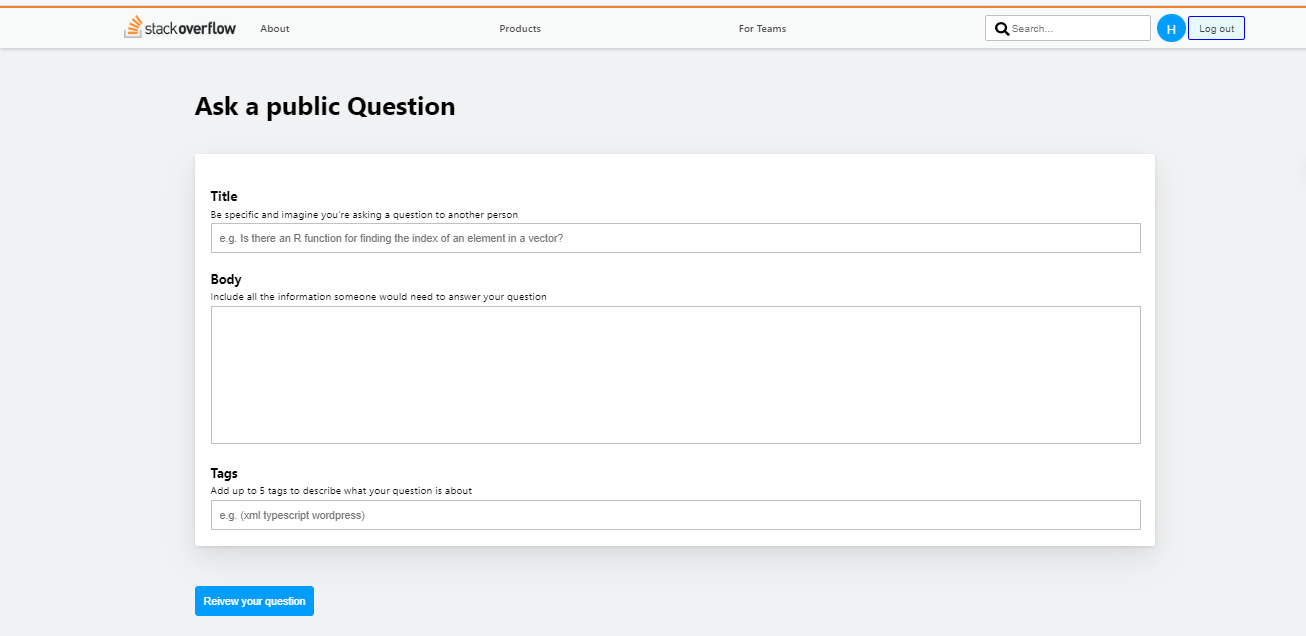 stackoverflow About Products For Teams Search... H Log out
Ask a public Question
Title
Be specific and imagine you're asking a question to another person
e.g. Is there an R function for finding the index of an element in a vector?
Body
Include all the information someone would need to answer your question
Tags
Add up to 5 tags to describe what your question is about
e.g. (xml typescript wordpress)
Reivew your question